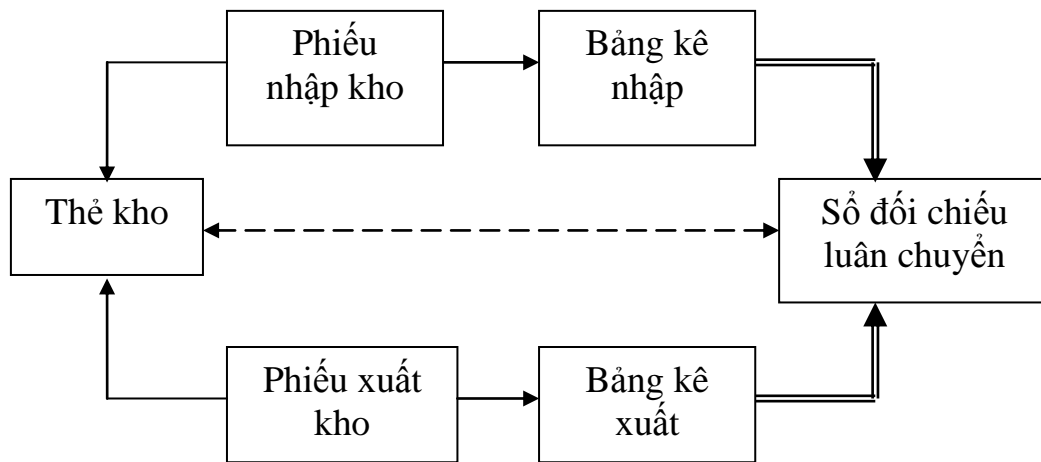 Phiếu
nhập kho
Bảng kê
nhập
Thẻ kho
Sổ đối chiếu
luân chuyển
Phiếu xuất
kho
Bảng kê
xuất